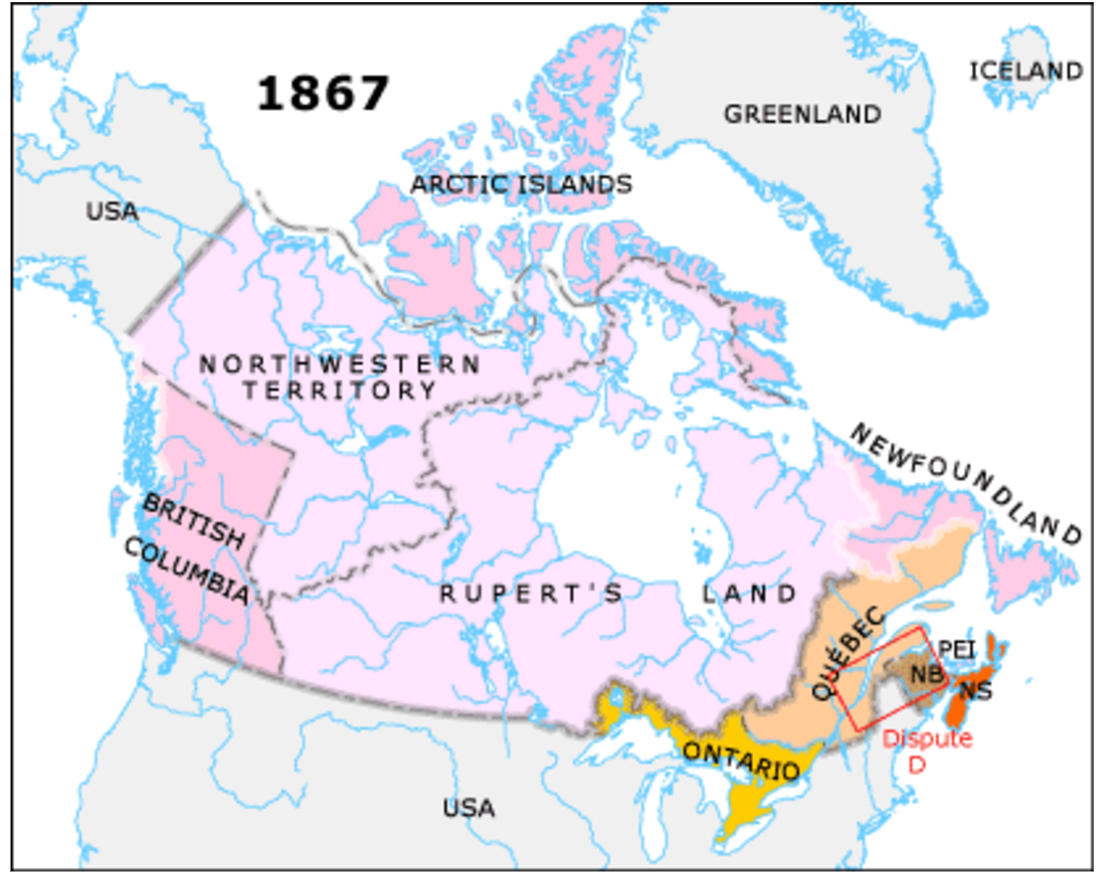 1867
ICELAND
GREENLAND
ARCTIC ISLANDS
USA
NORTHWESTERN
TERRITORY
NEWFOUNDLAND
BRITISH
COLUMBIA
RUPERT'S LAND
QUÉBEC
PEI
NB
NS
Dispute
D
ONTARIO
USA